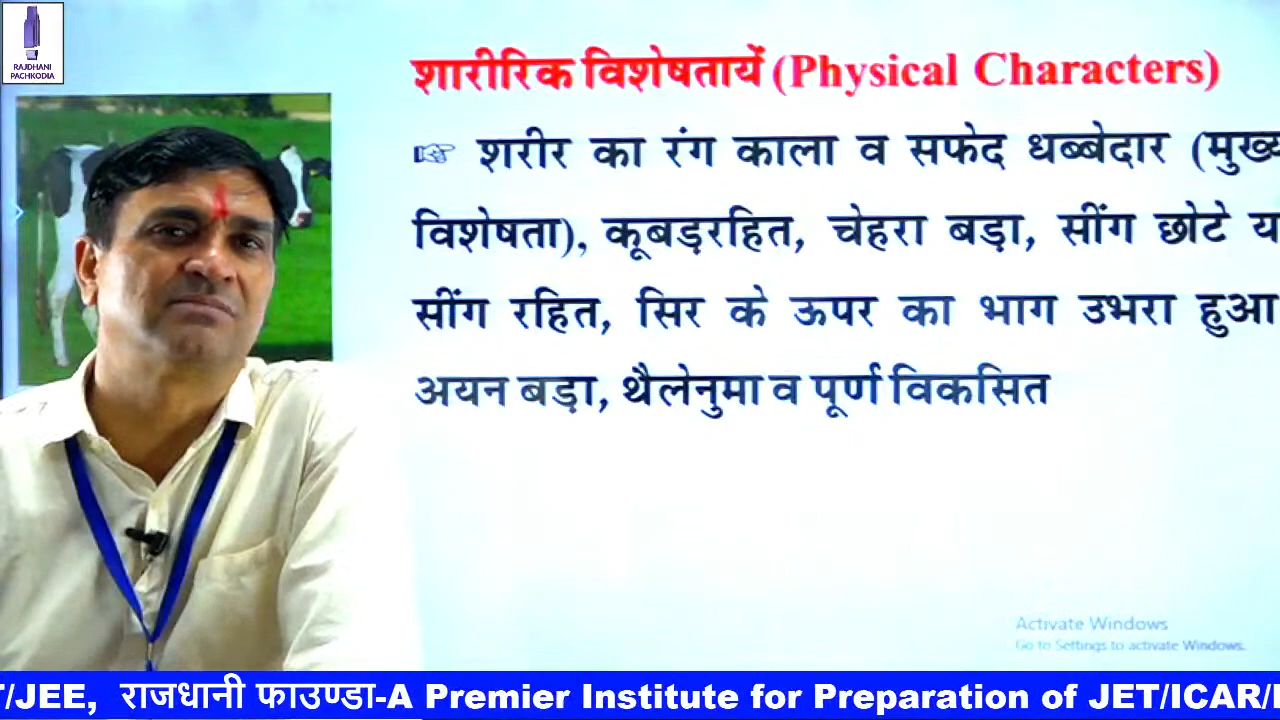 RAJDHANI
PACHKODIA
शारीरिक विशेषतायें (Physical Characters)
☞ शरीर का रंग काला व सफेद धब्बेदार (मुख्य
विशेषता), कूबड़रहित, चेहरा बड़ा, सींग छोटे य
सींग रहित, सिर के ऊपर का भाग उभरा हुआ
अयन बड़ा, थैलेनुमा व पूर्ण विकसित
Activate Windows
Go to Settings to activate Windows.
T/JEE, राजधानी फाउण्डा-A Premier Institute for Preparation of JET/ICAR/